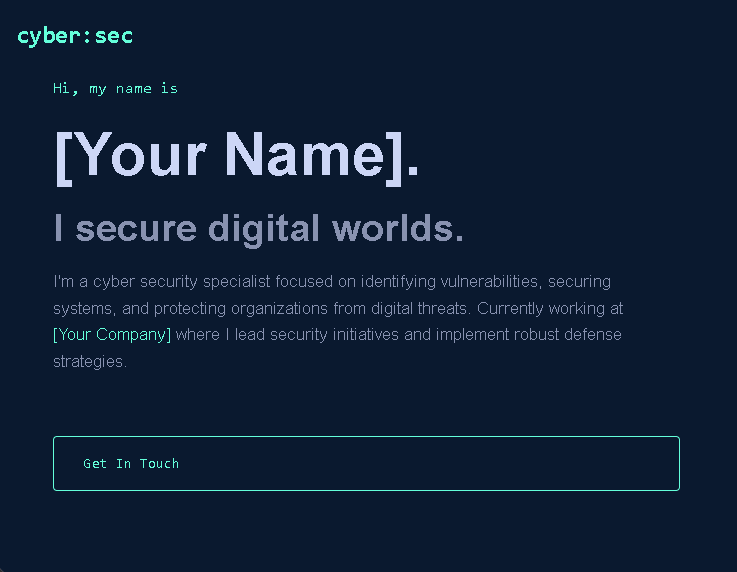 cyber:sec
Hi, my name is
[Your Name].
I secure digital worlds.
I'm a cyber security specialist focused on identifying vulnerabilities, securing
systems, and protecting organizations from digital threats. Currently working at
[Your Company] where I lead security initiatives and implement robust defense
strategies.
Get In Touch